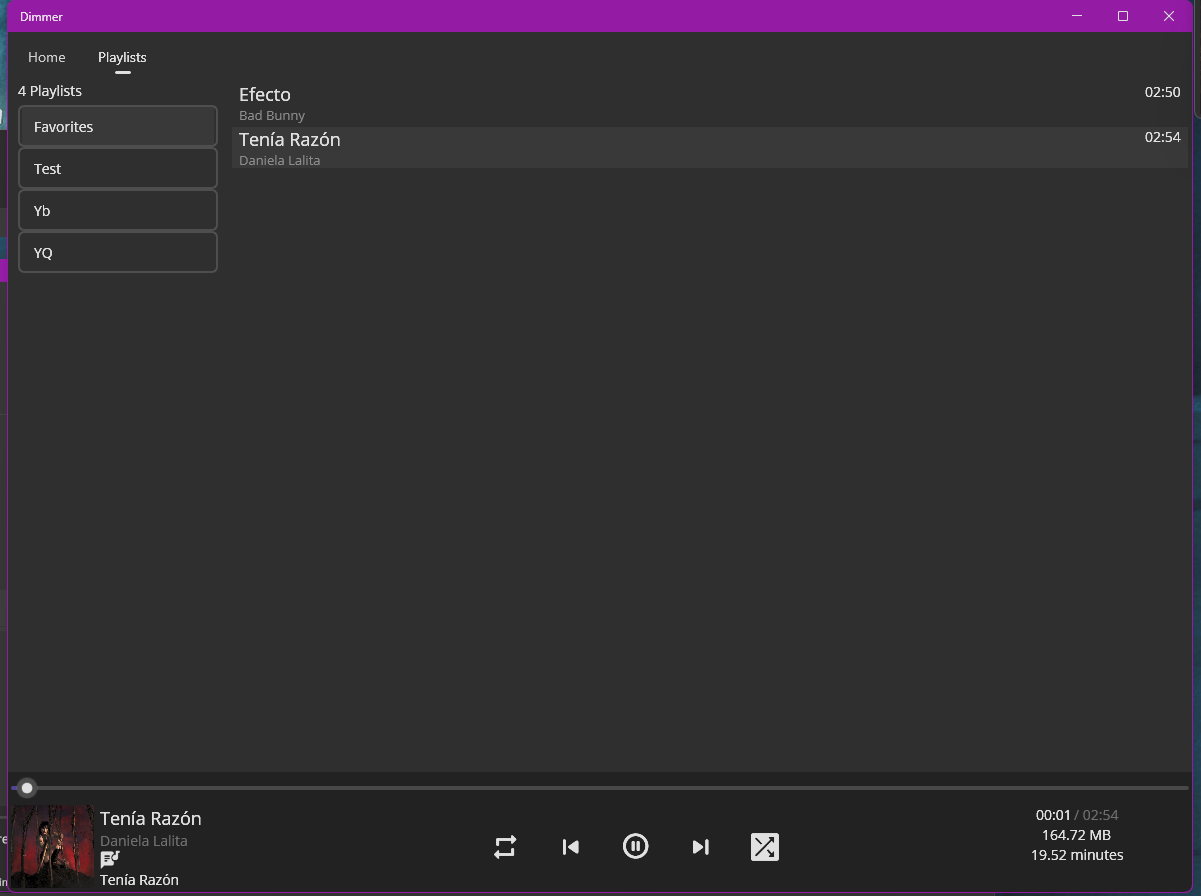 Dimmer
Home
Playlists
4 Playlists
Favorites
Test
Yb
YQ
Efecto
Bad Bunny
02:50
Tenía Razón
Daniela Lalita
02:54
Tenía Razón
Daniela Lalita
Tenía Razón
00:01 / 02:54
164.72 MB
19.52 minutes